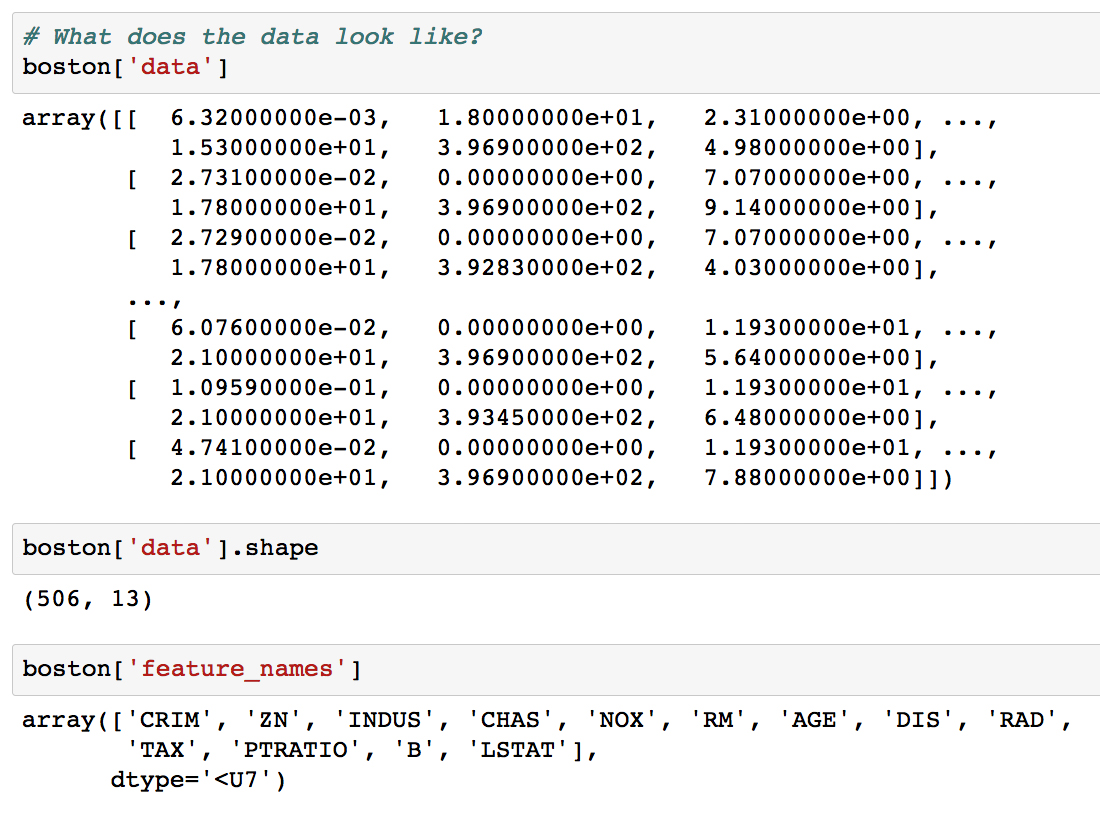 # What does the data look like?
boston['data']
array([[  6.32000000e-03,   1.80000000e+01,   2.31000000e+00, ...,
          1.53000000e+01,   3.96900000e+02,   4.98000000e+00],
       [  2.73100000e-02,   0.00000000e+00,   7.07000000e+00, ...,
          1.78000000e+01,   3.96900000e+02,   9.14000000e+00],
       [  2.72900000e-02,   0.00000000e+00,   7.07000000e+00, ...,
          1.78000000e+01,   3.92830000e+02,   4.03000000e+00],
       ...,
       [  6.07600000e-02,   0.00000000e+00,   1.19300000e+01, ...,
          2.10000000e+01,   3.96900000e+02,   5.64000000e+00],
       [  1.09590000e-01,   0.00000000e+00,   1.19300000e+01, ...,
          2.10000000e+01,   3.93450000e+02,   6.48000000e+00],
       [  4.74100000e-02,   0.00000000e+00,   1.19300000e+01, ...,
          2.10000000e+01,   3.96900000e+02,   7.88000000e+00]])
boston['data'].shape
(506, 13)
boston['feature_names']
array(['CRIM', 'ZN', 'INDUS', 'CHAS', 'NOX', 'RM', 'AGE', 'DIS', 'RAD',
       'TAX', 'PTRATIO', 'B', 'LSTAT'],
      dtype='<U7')